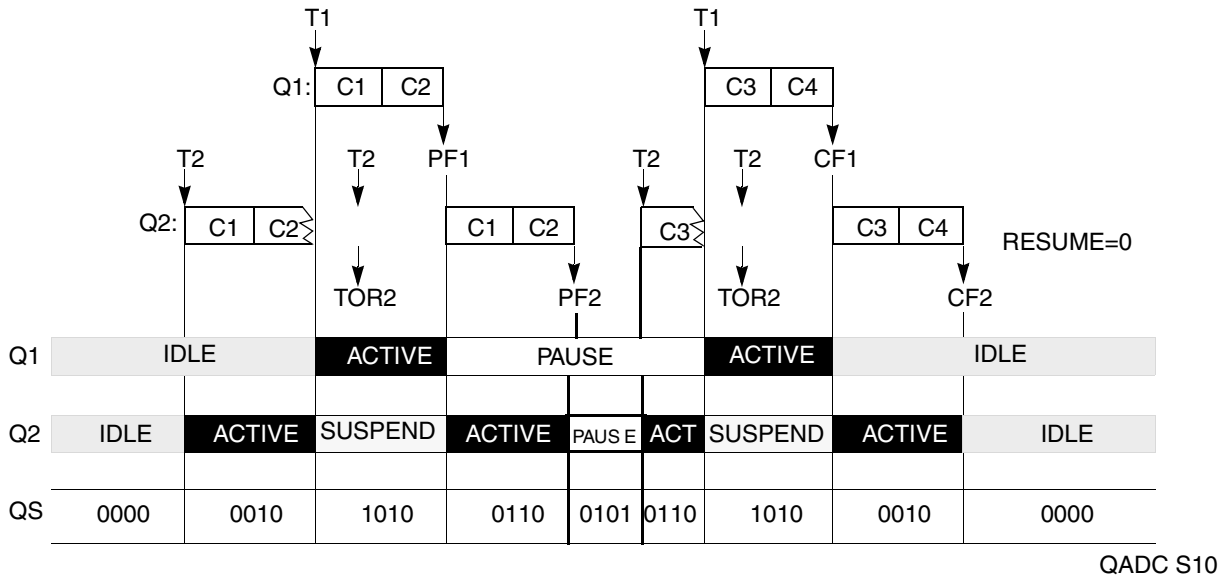 T1 T1
Q1: C1 C2 C3 C4
T2 T2 PF1 T2 T2 CF1
Q2: C1 C2 C1 C2 C3 C3 C4 RESUME=0
TOR2 PF2 TOR2 CF2
Q1 IDLE ACTIVE PAUSE ACTIVE IDLE
Q2 IDLE ACTIVE SUSPEND ACTIVE PAUSE ACT SUSPEND ACTIVE IDLE
QS 0000 0010 1010 0110 0101 0110 1010 0010 0000
QADC S10